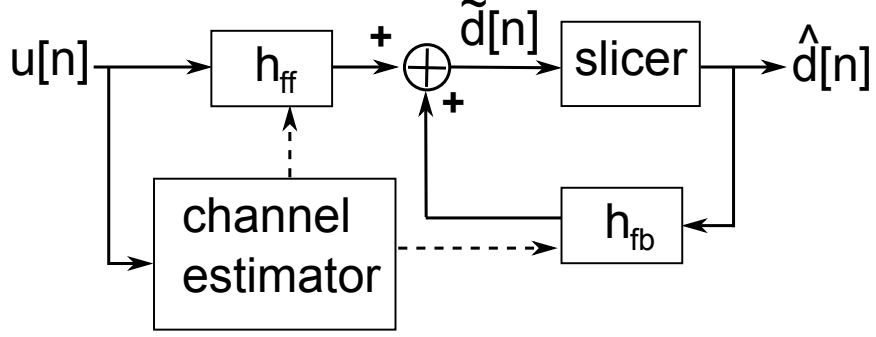 u[n]
h_ff
+
+
d̃[n]
slicer
d̂[n]
channel
estimator
h_fb